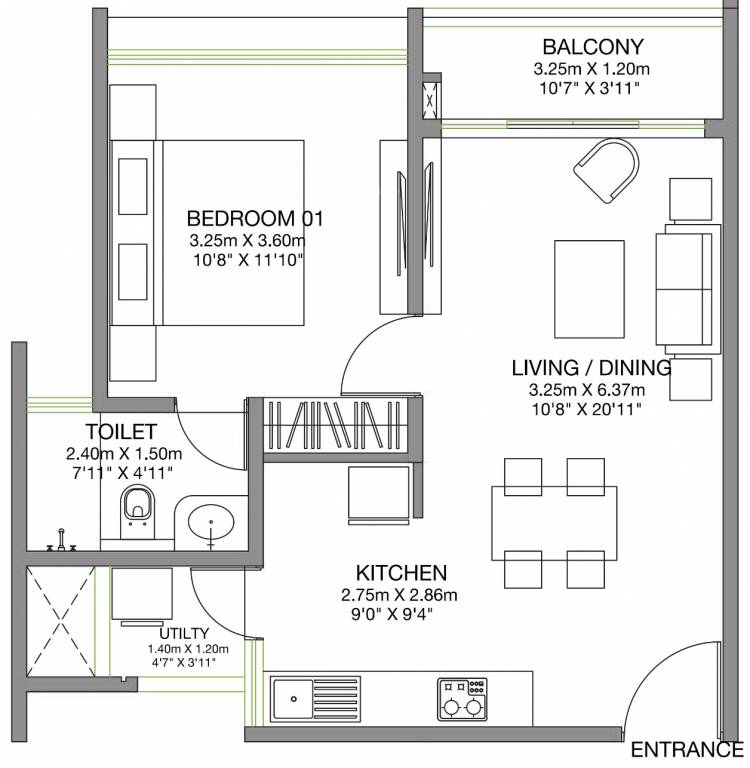 BALCONY
3.25m X 1.20m
10'7" X 3'11"
BEDROOM 01
3.25m X 3.60m
10'8" X 11'10"
LIVING / DINING
3.25m X 6.37m
10'8" X 20'11"
TOILET
2.40m X 1.50m
7'11" X 4'11"
KITCHEN
2.75m X 2.86m
9'0" X 9'4"
UTILTY
1.40m X 1.20m
4'7" X 3'11"
ENTRANCE